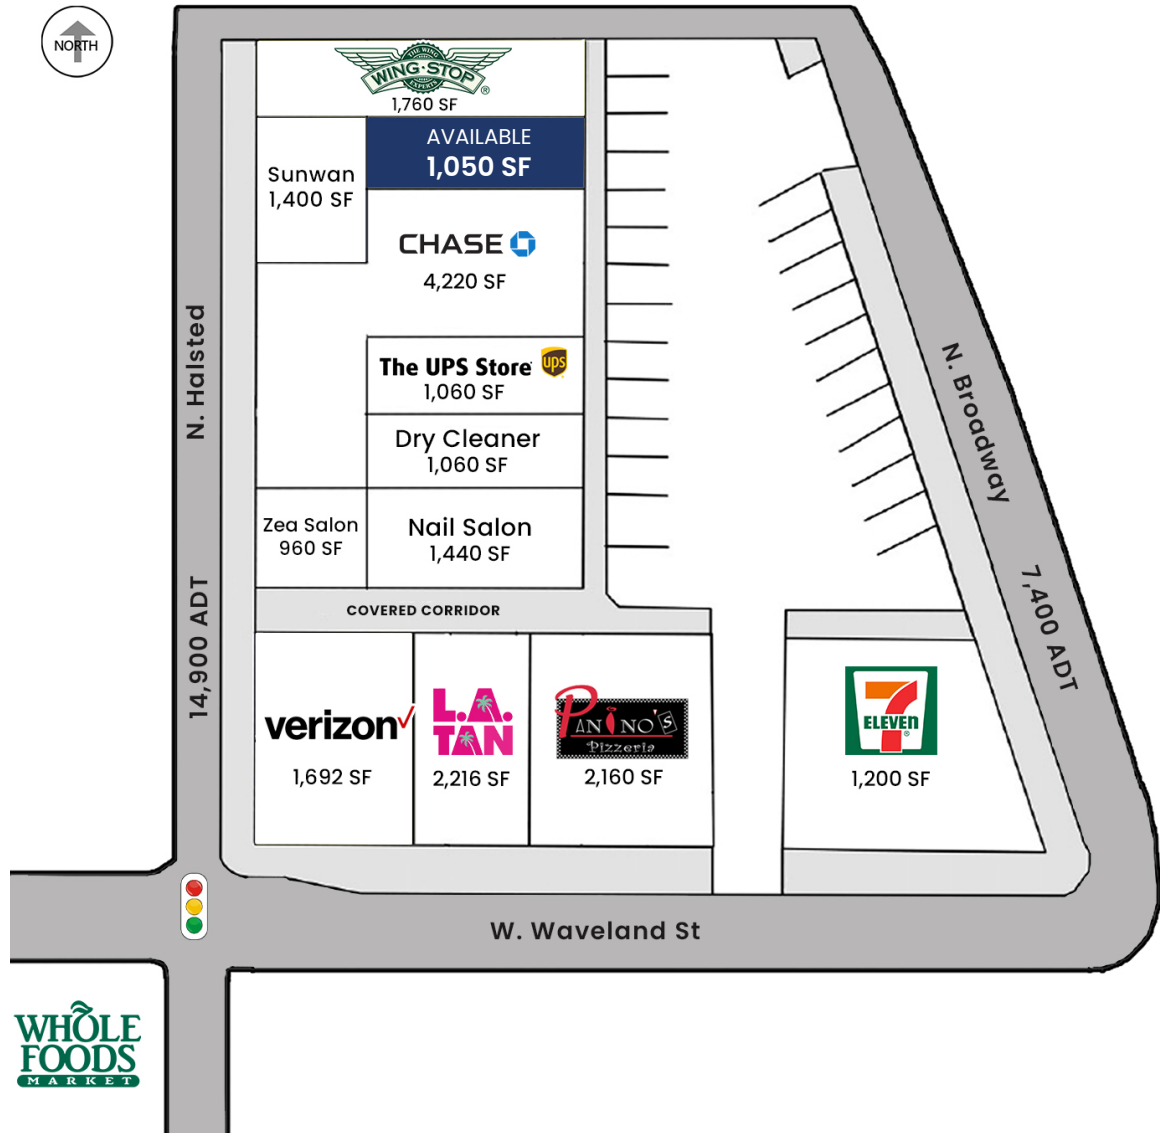 NORTH
THE WING
WING·STOP
EXPERTS
®
1,760 SF
AVAILABLE
1,050 SF
Sunwan
1,400 SF
CHASE
4,220 SF
The UPS Store
ups
1,060 SF
Dry Cleaner
1,060 SF
Zea Salon
960 SF
Nail Salon
1,440 SF
COVERED CORRIDOR
verizon
1,692 SF
L.A.
TAN
2,216 SF
PANINO'S
Pizzeria
2,160 SF
7
ELEVEn
®
1,200 SF
N. Halsted
14,900 ADT
N. Broadway
7,400 ADT
W. Waveland St
WHOLE
FOODS
MARKET